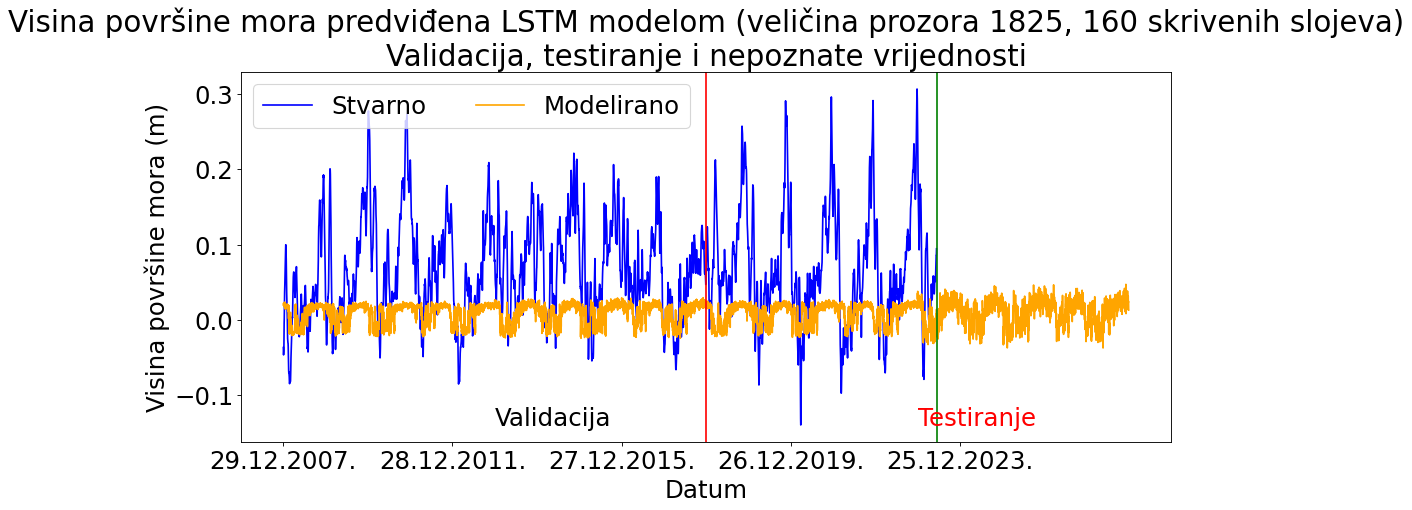 Visina površine mora predviđena LSTM modelom (veličina prozora 1825, 160 skrivenih slojeva)
Validacija, testiranje i nepoznate vrijednosti
Stvarno Modelirano
Visina površine mora (m)
0.3
0.2
0.1
0.0
−0.1
Validacija Testiranje
29.12.2007. 28.12.2011. 27.12.2015. 26.12.2019. 25.12.2023.
Datum